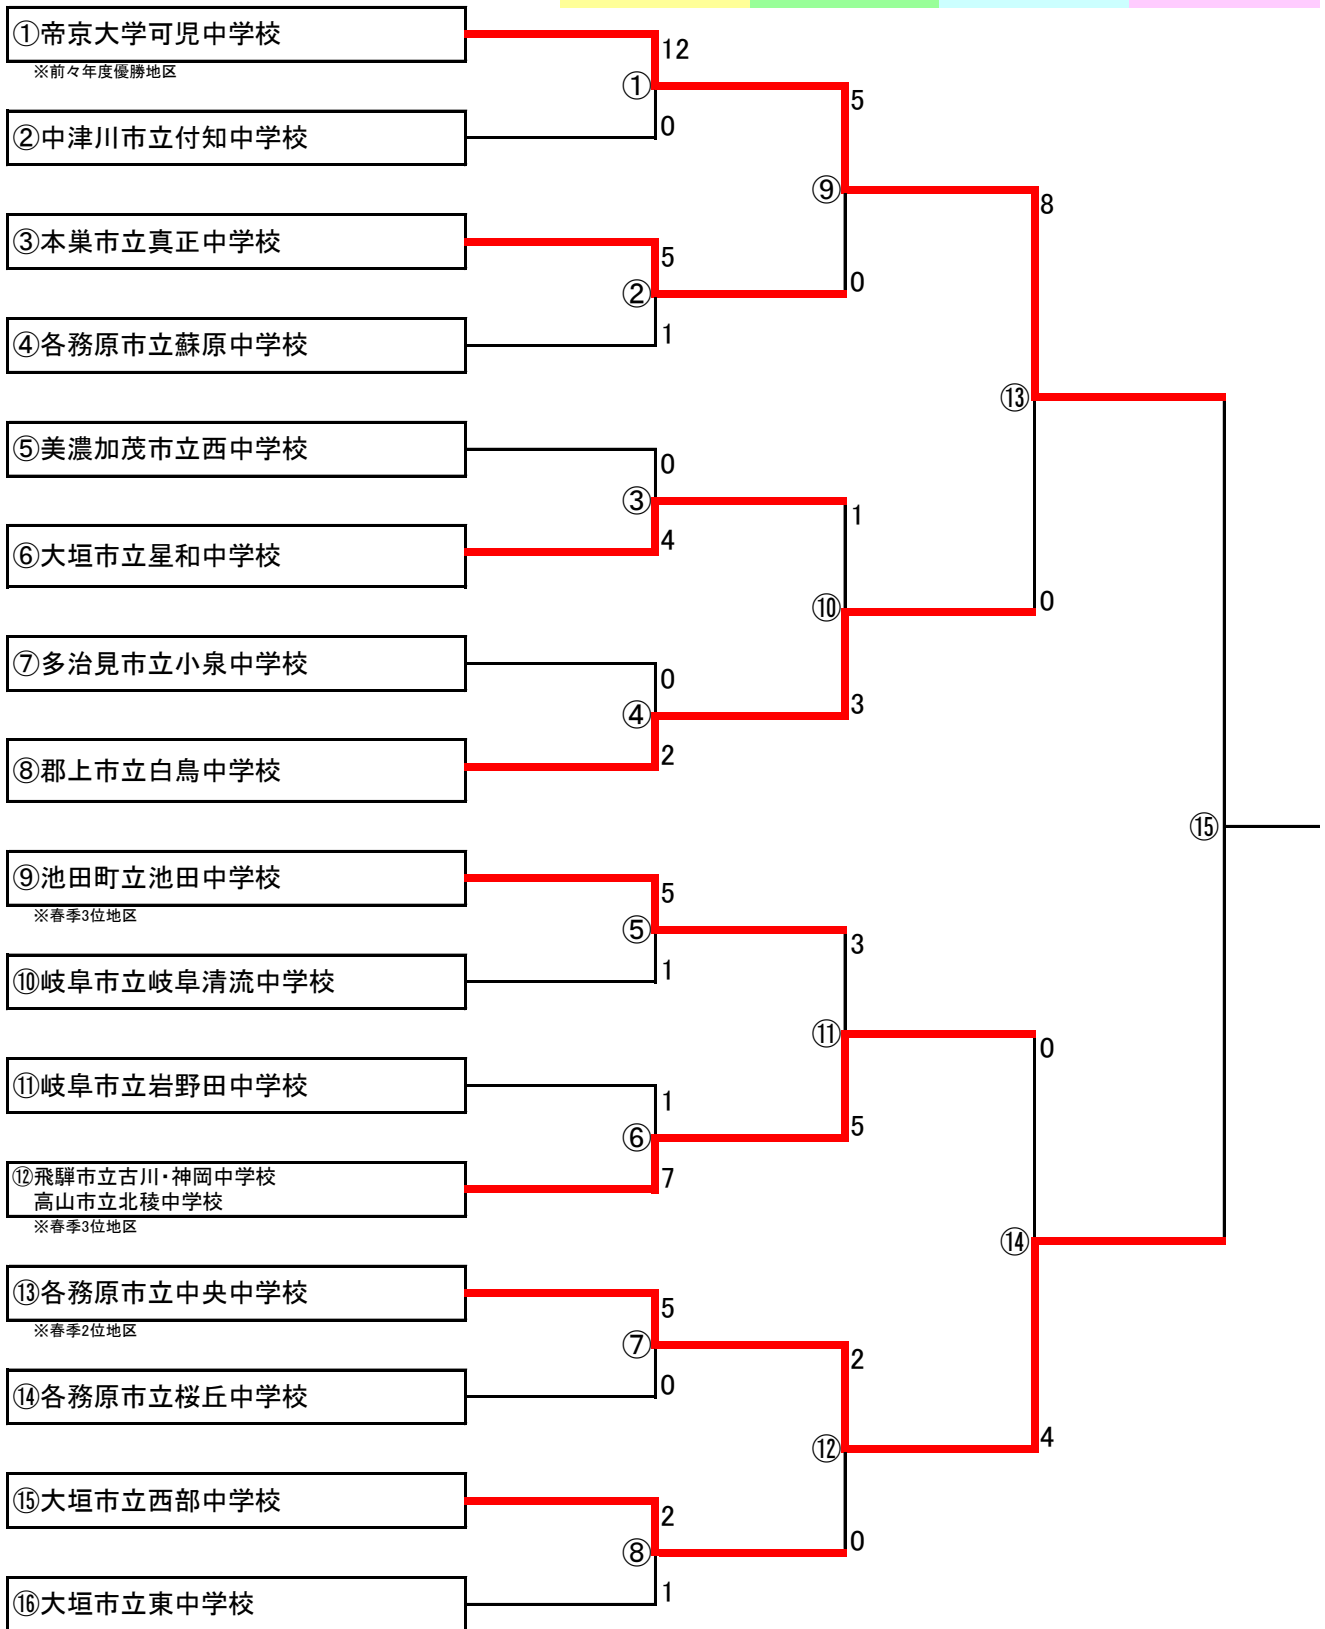 ①帝京大学可児中学校
※前々年度優勝地区
12
①
5
0
②中津川市立付知中学校
⑨
8
③本巣市立真正中学校
5
②
0
1
④各務原市立蘇原中学校
⑬
⑤美濃加茂市立西中学校
0
③
1
4
⑥大垣市立星和中学校
⑩
0
⑦多治見市立小泉中学校
0
④
3
2
⑧郡上市立白鳥中学校
⑮
⑨池田町立池田中学校
※春季3位地区
5
⑤
3
1
⑩岐阜市立岐阜清流中学校
⑪
0
⑪岐阜市立岩野田中学校
1
⑥
5
7
⑫飛騨市立古川・神岡中学校
高山市立北稜中学校
※春季3位地区
⑭
⑬各務原市立中央中学校
※春季2位地区
5
⑦
2
0
⑭各務原市立桜丘中学校
⑫
4
⑮大垣市立西部中学校
2
⑧
0
1
⑯大垣市立東中学校